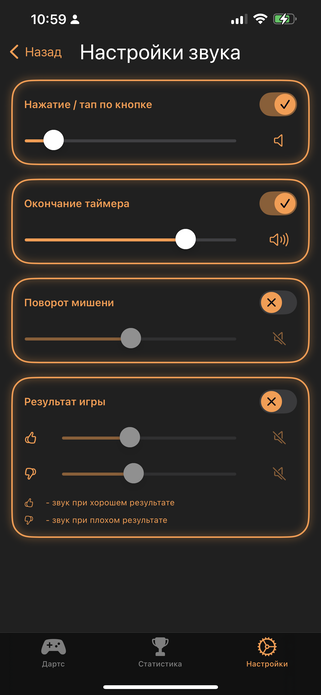 10:59
Назад
Настройки звука
Нажатие / тап по кнопке
Окончание таймера
Поворот мишени
Результат игры
- звук при хорошем результате
- звук при плохом результате
Дартс
Статистика
Настройки